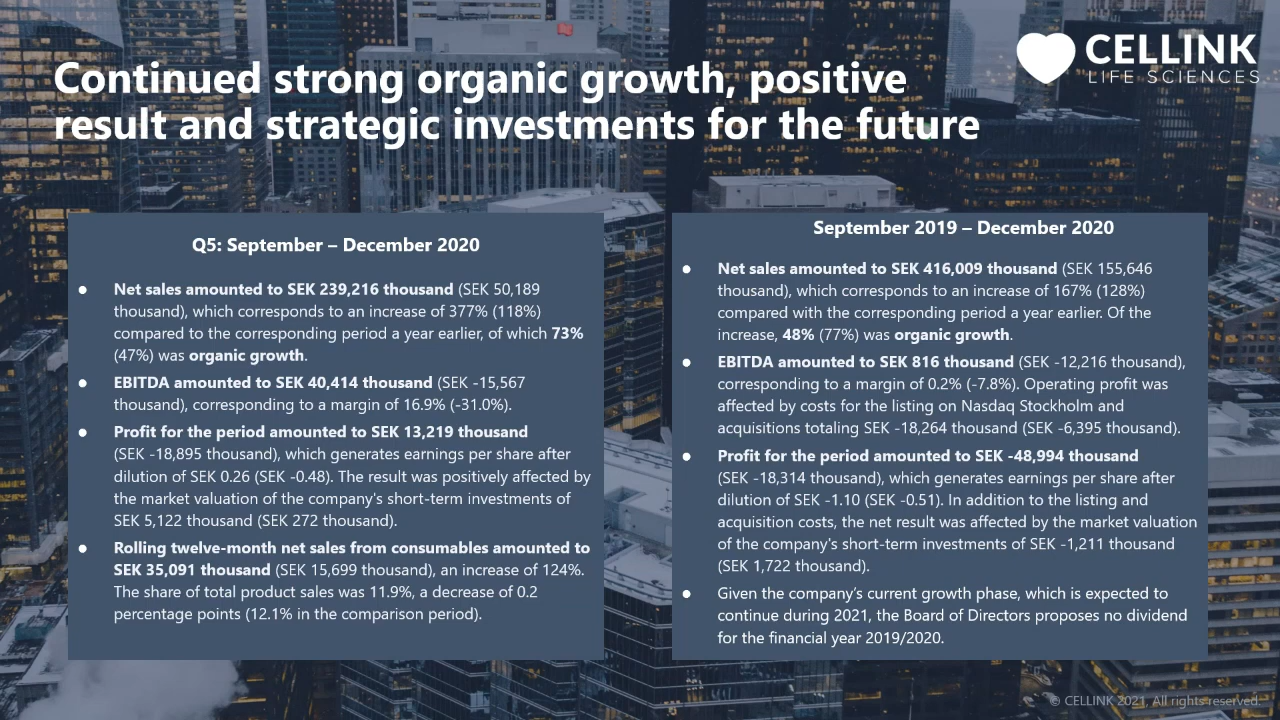 CELLINK
LIFE SCIENCES
Continued strong organic growth, positive
result and strategic investments for the future
Q5: September – December 2020
● Net sales amounted to SEK 239,216 thousand (SEK 50,189
thousand), which corresponds to an increase of 377% (118%)
compared to the corresponding period a year earlier, of which 73%
(47%) was organic growth.
● EBITDA amounted to SEK 40,414 thousand (SEK -15,567
thousand), corresponding to a margin of 16.9% (-31.0%).
● Profit for the period amounted to SEK 13,219 thousand
(SEK -18,895 thousand), which generates earnings per share after
dilution of SEK 0.26 (SEK -0.48). The result was positively affected by
the market valuation of the company's short-term investments of
SEK 5,122 thousand (SEK 272 thousand).
● Rolling twelve-month net sales from consumables amounted to
SEK 35,091 thousand (SEK 15,699 thousand), an increase of 124%.
The share of total product sales was 11.9%, a decrease of 0.2
percentage points (12.1% in the comparison period).
September 2019 – December 2020
● Net sales amounted to SEK 416,009 thousand (SEK 155,646
thousand), which corresponds to an increase of 167% (128%)
compared with the corresponding period a year earlier. Of the
increase, 48% (77%) was organic growth.
● EBITDA amounted to SEK 816 thousand (SEK -12,216 thousand),
corresponding to a margin of 0.2% (-7.8%). Operating profit was
affected by costs for the listing on Nasdaq Stockholm and
acquisitions totaling SEK -18,264 thousand (SEK -6,395 thousand).
● Profit for the period amounted to SEK -48,994 thousand
(SEK -18,314 thousand), which generates earnings per share after
dilution of SEK -1.10 (SEK -0.51). In addition to the listing and
acquisition costs, the net result was affected by the market valuation
of the company's short-term investments of SEK -1,211 thousand
(SEK 1,722 thousand).
● Given the company's current growth phase, which is expected to
continue during 2021, the Board of Directors proposes no dividend
for the financial year 2019/2020.
© CELLINK 2021, All rights reserved.